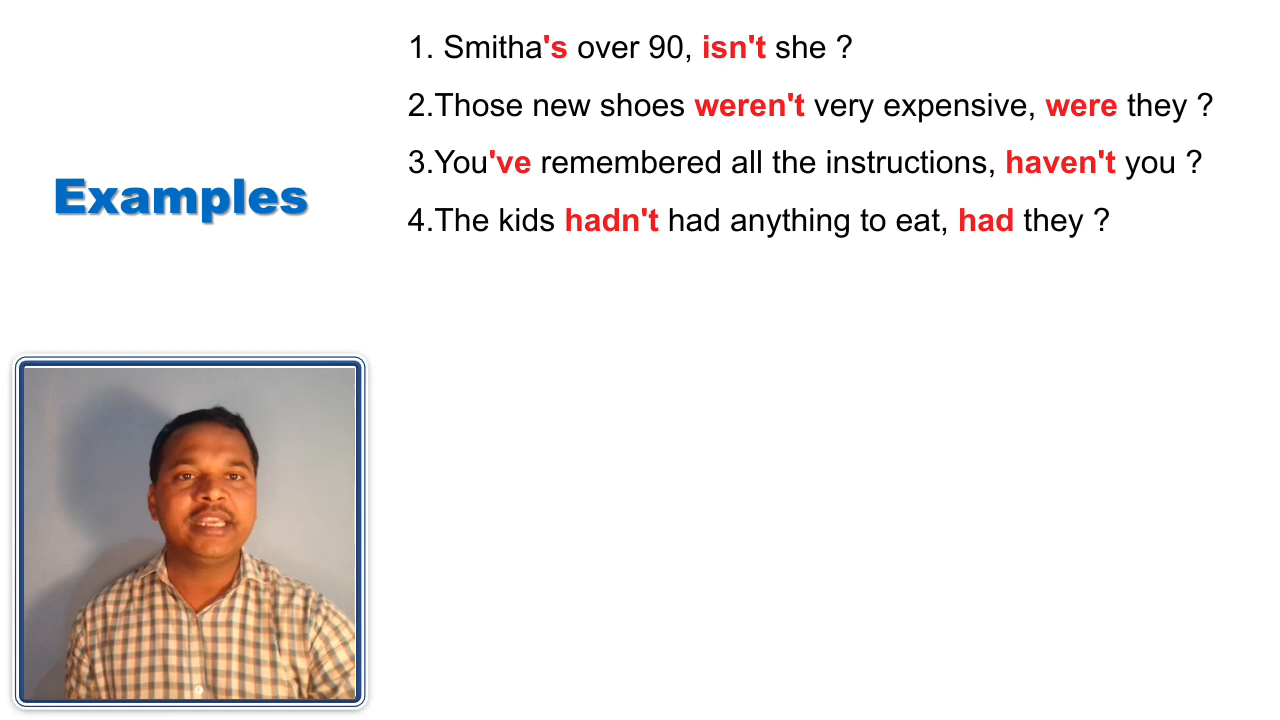 1. Smitha's over 90, isn't she ?
2.Those new shoes weren't very expensive, were they ?
3.You've remembered all the instructions, haven't you ?
4.The kids hadn't had anything to eat, had they ?
Examples